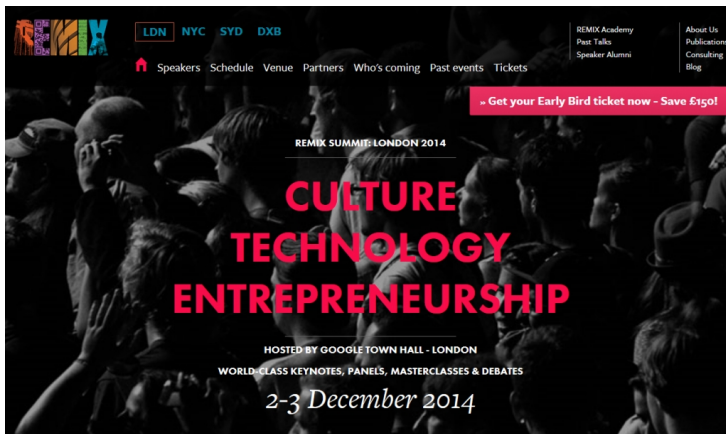 REMIX
LDN NYC SYD DXB
Speakers Schedule Venue Partners Who's coming Past events Tickets
REMIX Academy
Past Talks
Speaker Alumni
About Us
Publications
Consulting
Blog
» Get your Early Bird ticket now - Save £150!
REMIX SUMMIT: LONDON 2014
CULTURE
TECHNOLOGY
ENTREPRENEURSHIP
HOSTED BY GOOGLE TOWN HALL - LONDON
WORLD-CLASS KEYNOTES, PANELS, MASTERCLASSES & DEBATES
2-3 December 2014